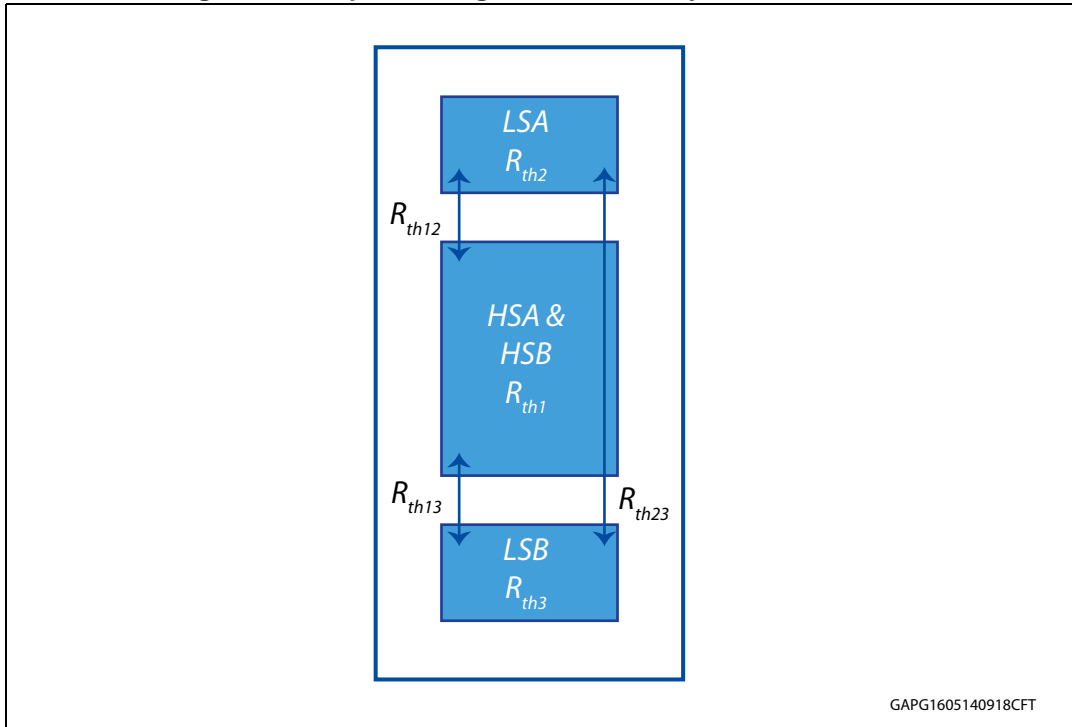 LSA
Rth2
Rth12
HSA &
HSB
Rth1
Rth13
Rth23
LSB
Rth3
GAPG1605140918CFT